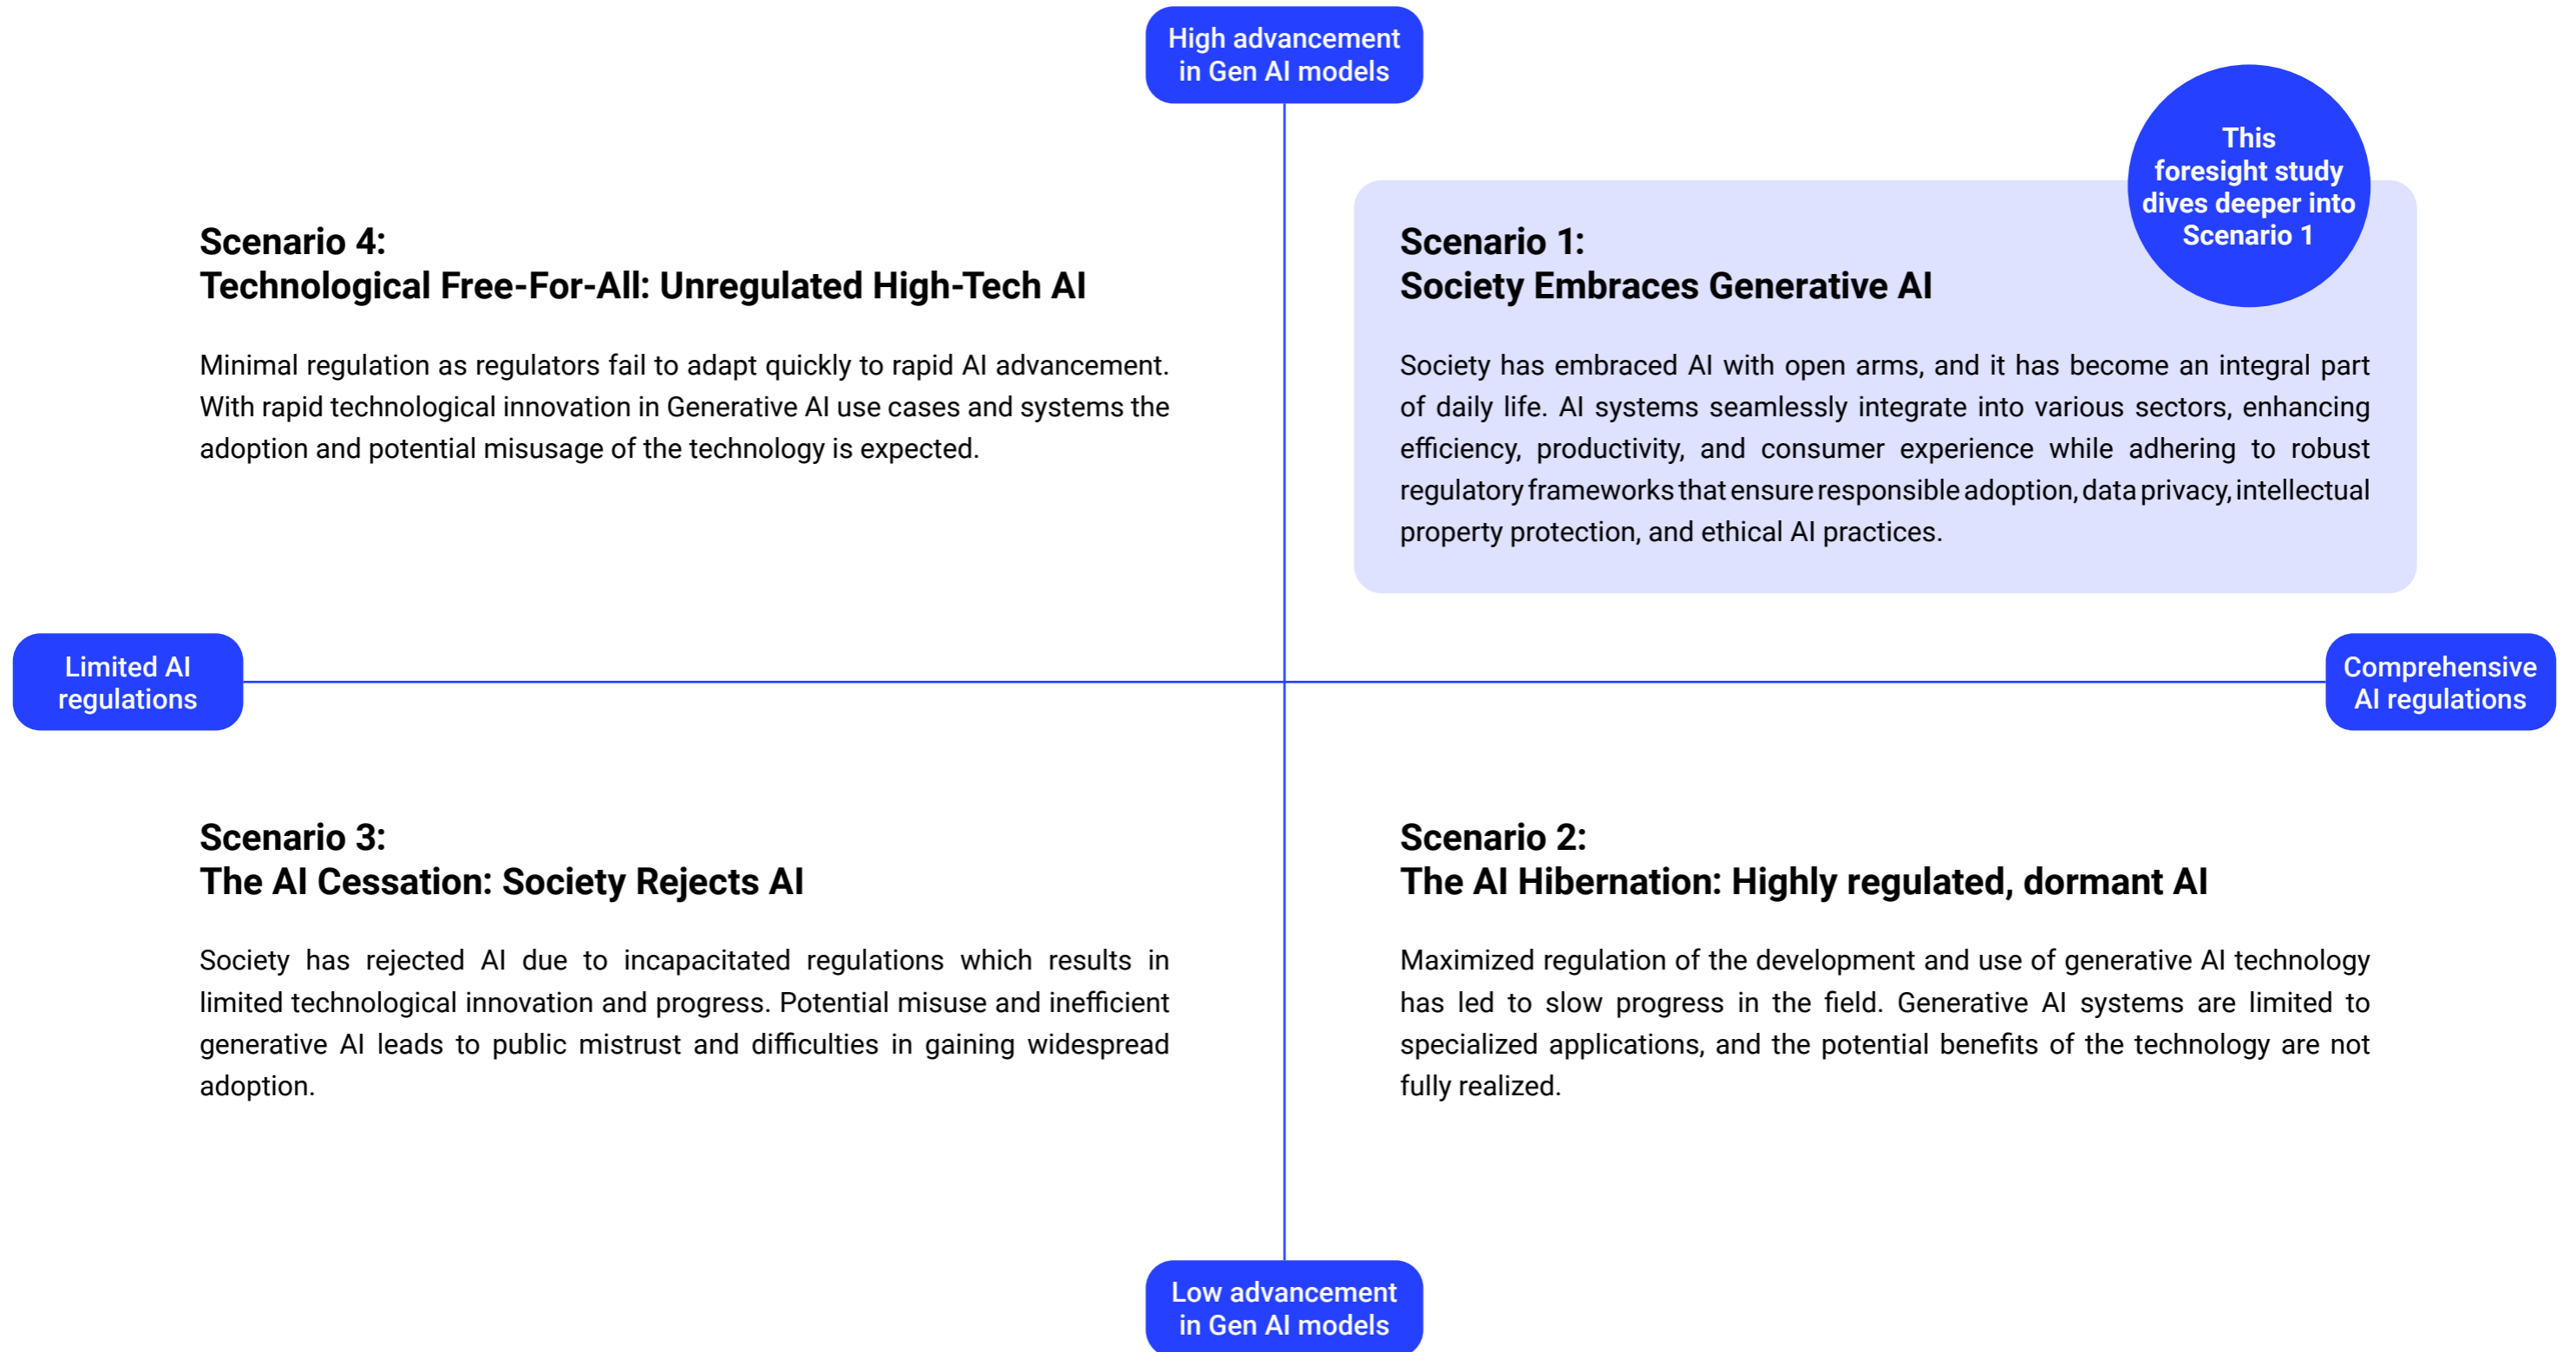 High advancement
in Gen AI models
This
foresight study
dives deeper into
Scenario 1
Scenario 4:
Technological Free-For-All: Unregulated High-Tech AI
Minimal regulation as regulators fail to adapt quickly to rapid AI advancement.
With rapid technological innovation in Generative AI use cases and systems the
adoption and potential misusage of the technology is expected.
Scenario 1:
Society Embraces Generative AI
Society has embraced AI with open arms, and it has become an integral part
of daily life. AI systems seamlessly integrate into various sectors, enhancing
efficiency, productivity, and consumer experience while adhering to robust
regulatory frameworks that ensure responsible adoption, data privacy, intellectual
property protection, and ethical AI practices.
Limited AI
regulations
Comprehensive
AI regulations
Scenario 3:
The AI Cessation: Society Rejects AI
Society has rejected AI due to incapacitated regulations which results in
limited technological innovation and progress. Potential misuse and inefficient
generative AI leads to public mistrust and difficulties in gaining widespread
adoption.
Scenario 2:
The AI Hibernation: Highly regulated, dormant AI
Maximized regulation of the development and use of generative AI technology
has led to slow progress in the field. Generative AI systems are limited to
specialized applications, and the potential benefits of the technology are not
fully realized.
Low advancement
in Gen AI models